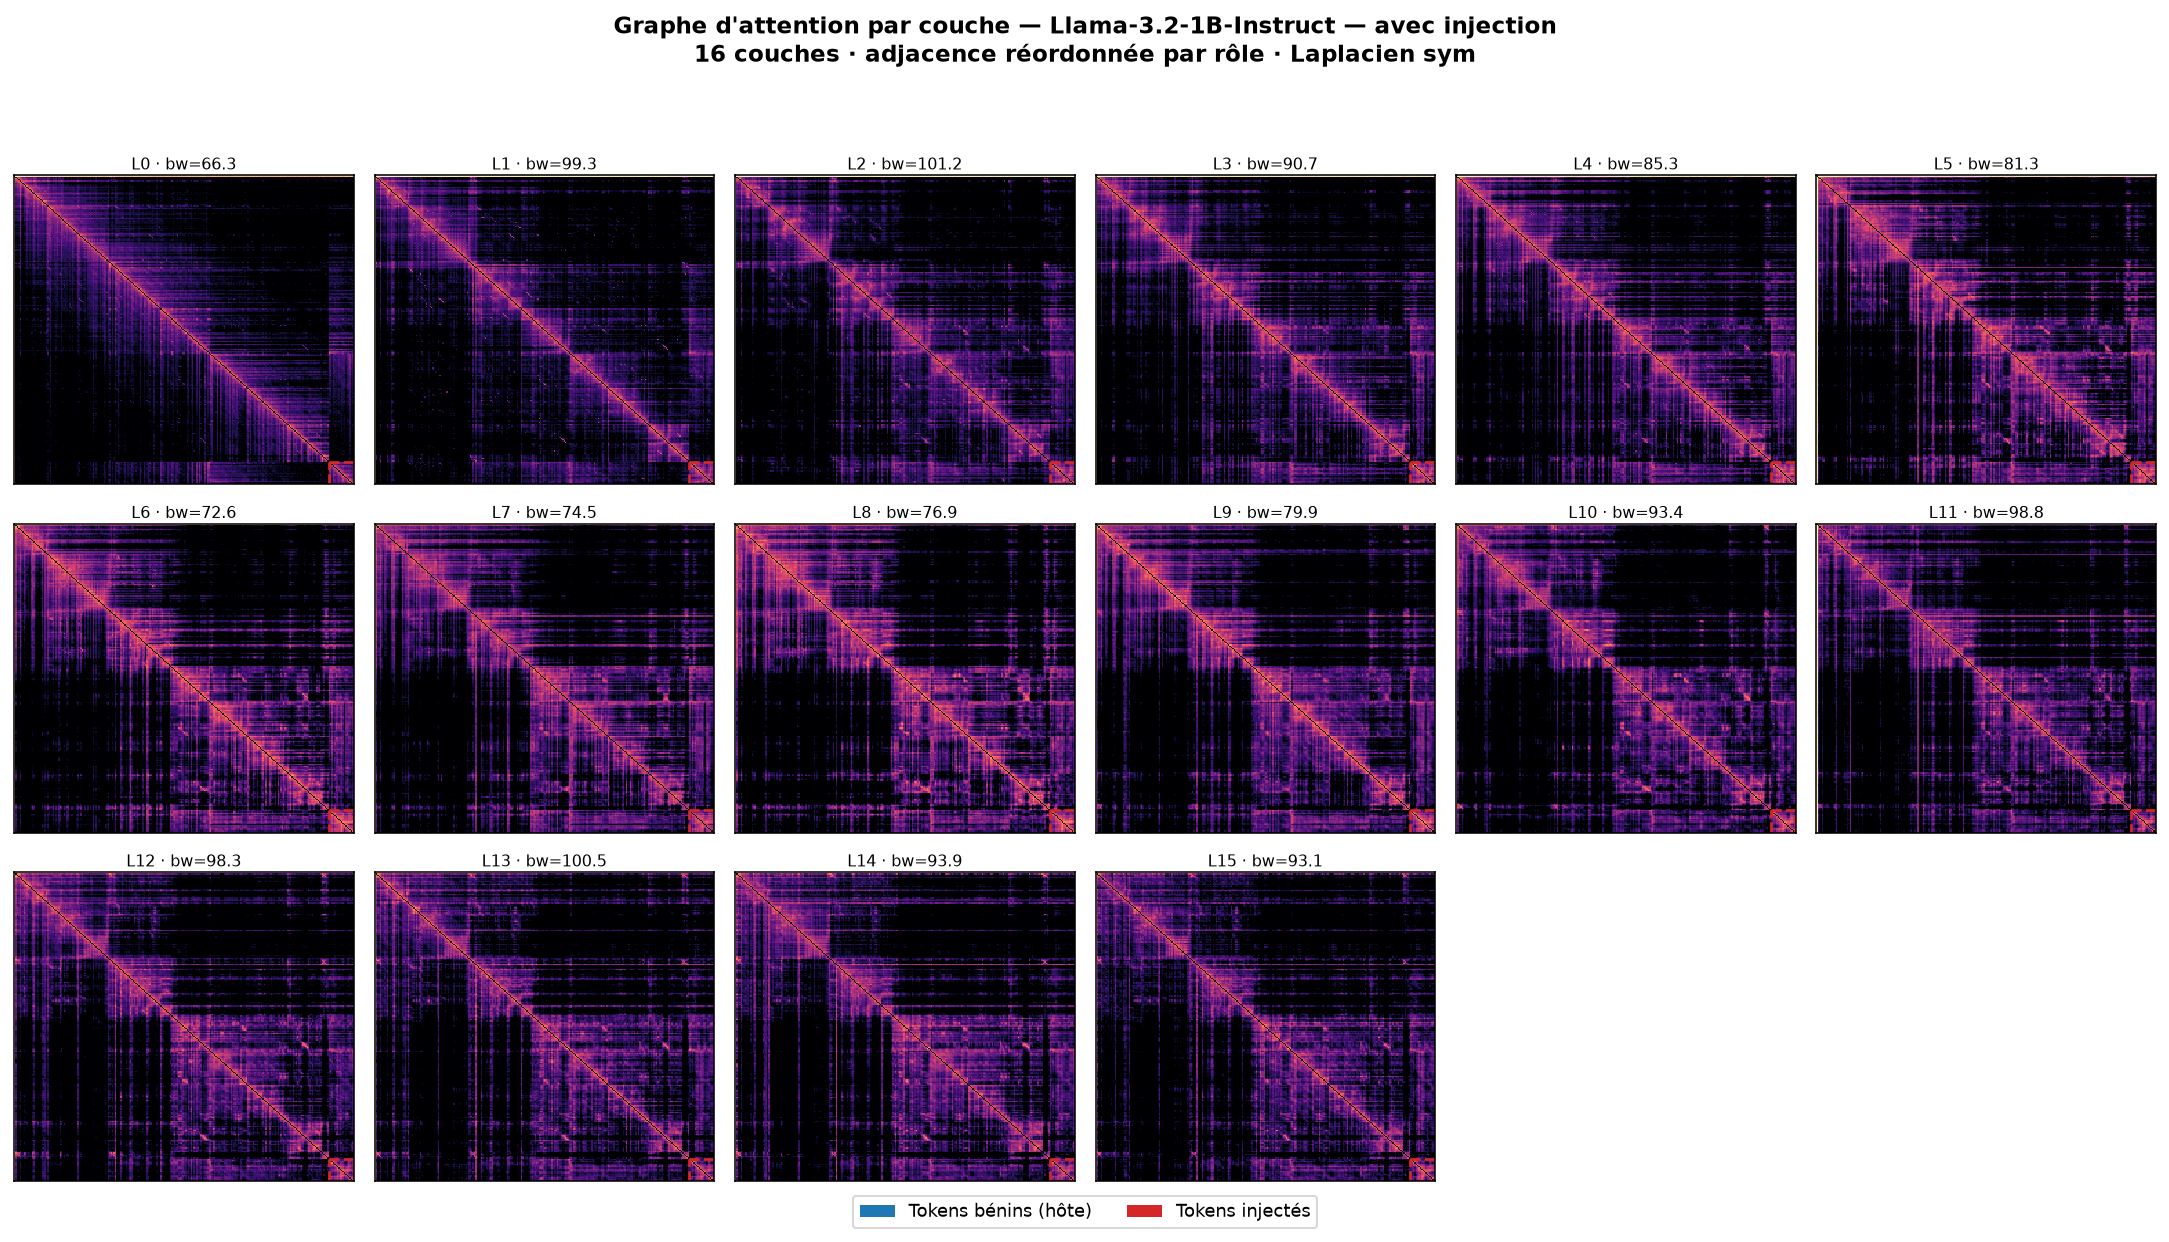 Graphe d'attention par couche — Llama-3.2-1B-Instruct — avec injection
16 couches · adjacence réordonnée par rôle · Laplacien sym
L0 · bw=66.3
L1 · bw=99.3
L2 · bw=101.2
L3 · bw=90.7
L4 · bw=85.3
L5 · bw=81.3
L6 · bw=72.6
L7 · bw=74.5
L8 · bw=76.9
L9 · bw=79.9
L10 · bw=93.4
L11 · bw=98.8
L12 · bw=98.3
L13 · bw=100.5
L14 · bw=93.9
L15 · bw=93.1
Tokens bénins (hôte)
Tokens injectés